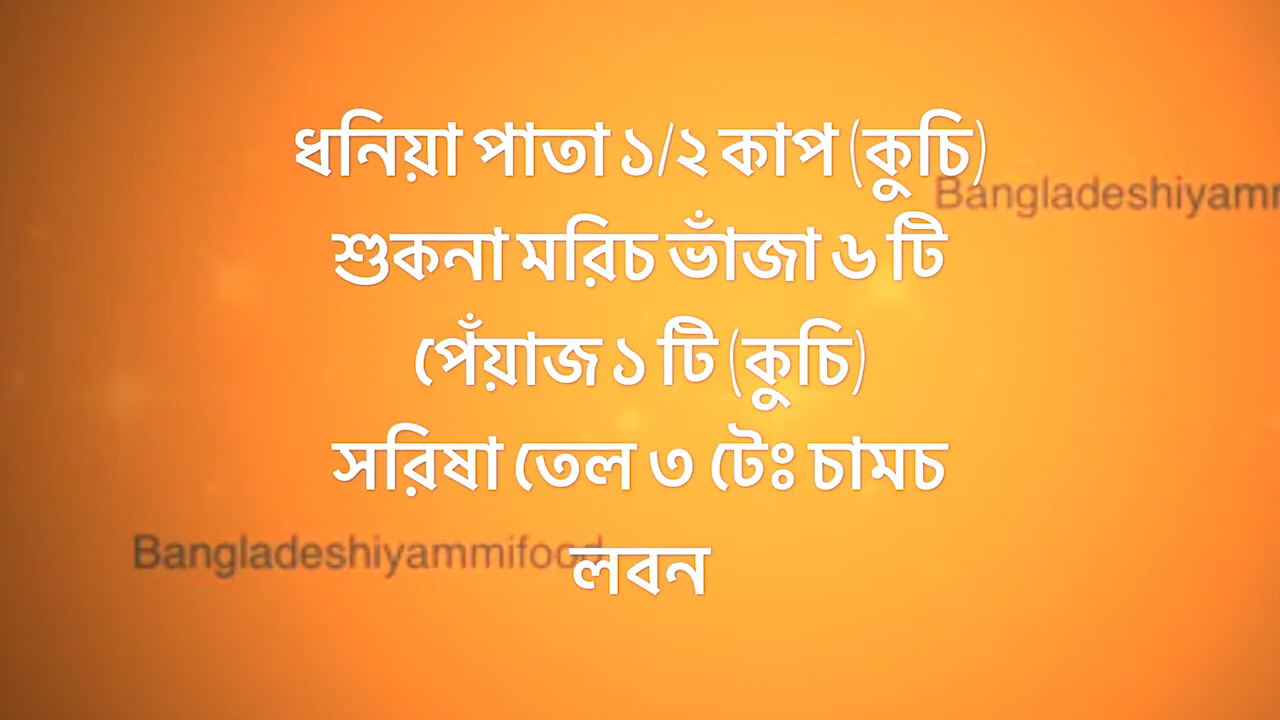 ধনিয়া পাতা ১/২ কাপ (কুচি)
Bangladeshiyamm
শুকনা মরিচ ভাঁজা ৬ টি
পেঁয়াজ ১ টি (কুচি)
সরিষা তেল ৩ টেঃ চামচ
Bangladeshiyammifood
লবন